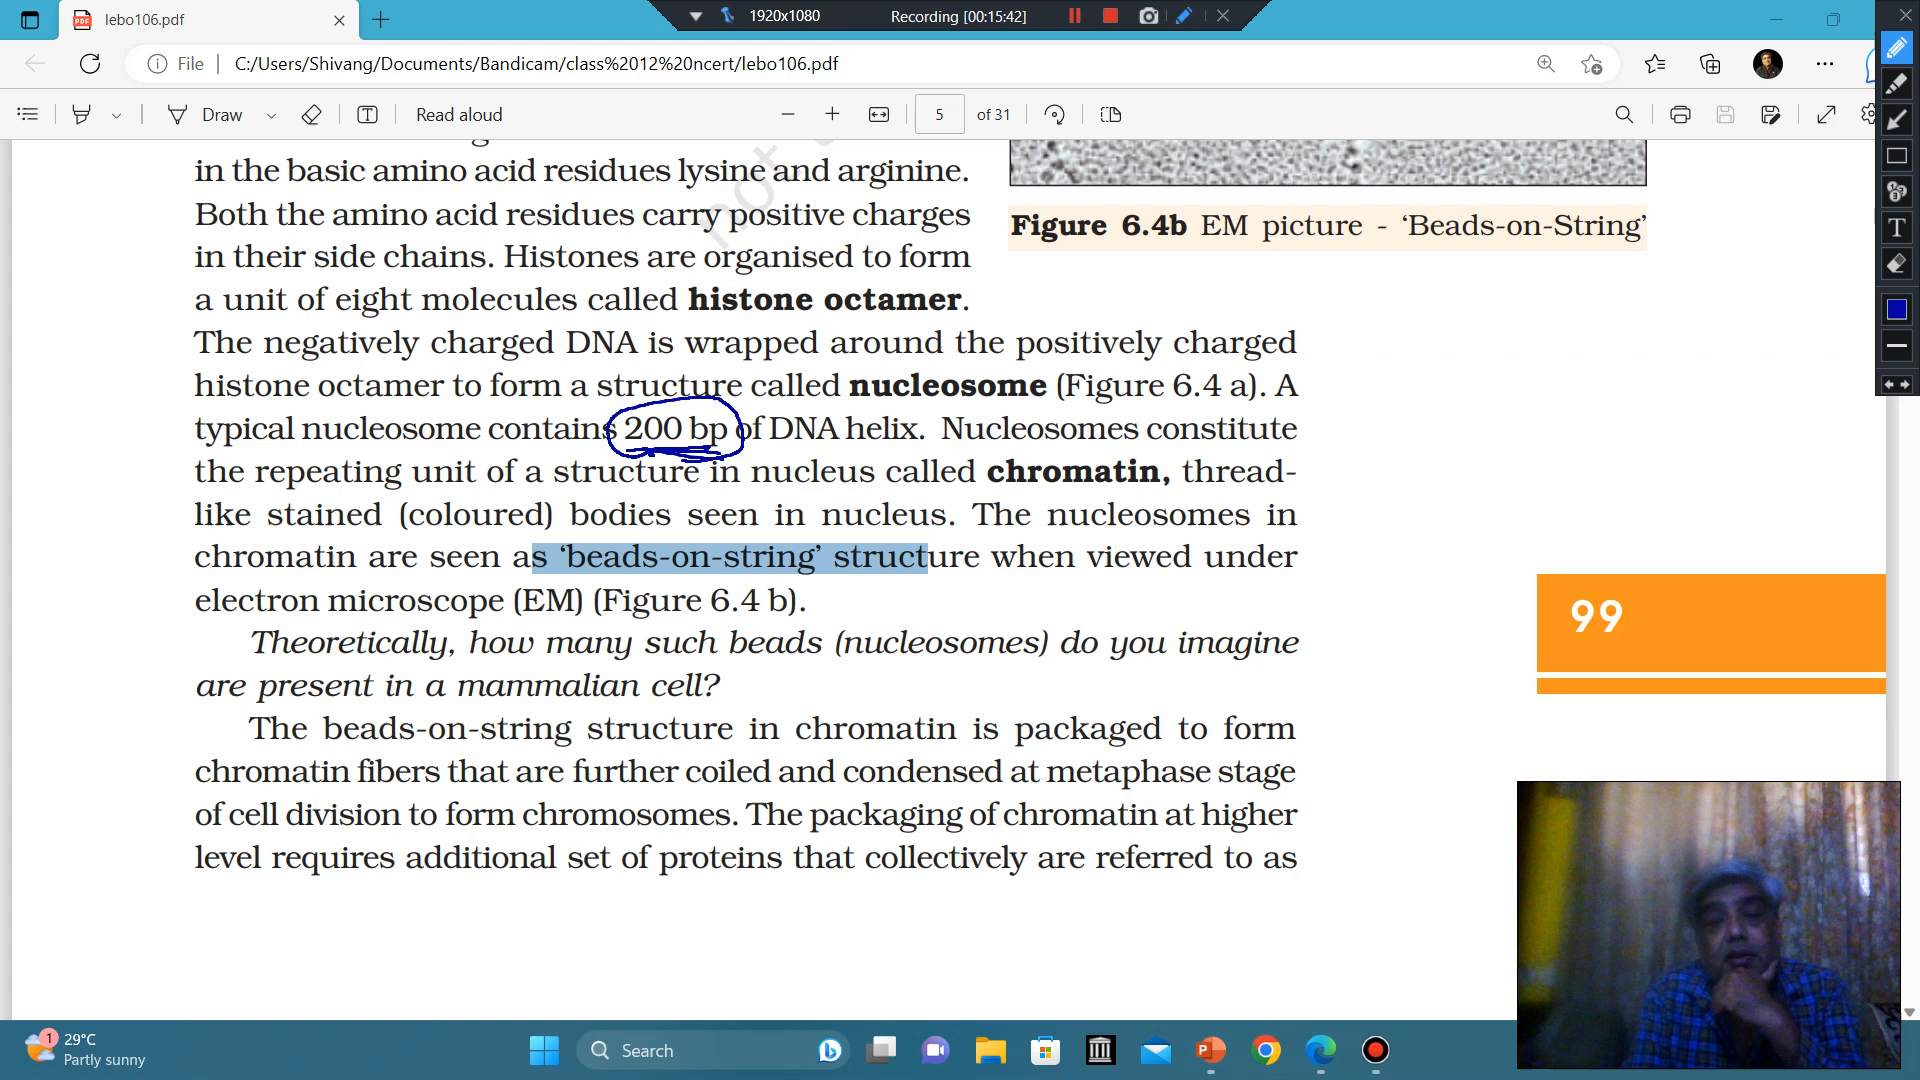 lebo106.pdf
1920x1080
Recording [00:15:42]
File
C:/Users/Shivang/Documents/Bandicam/class%2012%20ncert/lebo106.pdf
Draw
Read aloud
5
of 31
in the basic amino acid residues lysine and arginine.
Both the amino acid residues carry positive charges
in their side chains. Histones are organised to form
a unit of eight molecules called histone octamer.
Figure 6.4b EM picture - ‘Beads-on-String’
The negatively charged DNA is wrapped around the positively charged
histone octamer to form a structure called nucleosome (Figure 6.4 a). A
typical nucleosome contains 200 bp of DNA helix. Nucleosomes constitute
the repeating unit of a structure in nucleus called chromatin, thread-
like stained (coloured) bodies seen in nucleus. The nucleosomes in
chromatin are seen as ‘beads-on-string’ structure when viewed under
electron microscope (EM) (Figure 6.4 b).
Theoretically, how many such beads (nucleosomes) do you imagine
are present in a mammalian cell?
The beads-on-string structure in chromatin is packaged to form
chromatin fibers that are further coiled and condensed at metaphase stage
of cell division to form chromosomes. The packaging of chromatin at higher
level requires additional set of proteins that collectively are referred to as
99
not
1
29°C
Partly sunny
Search